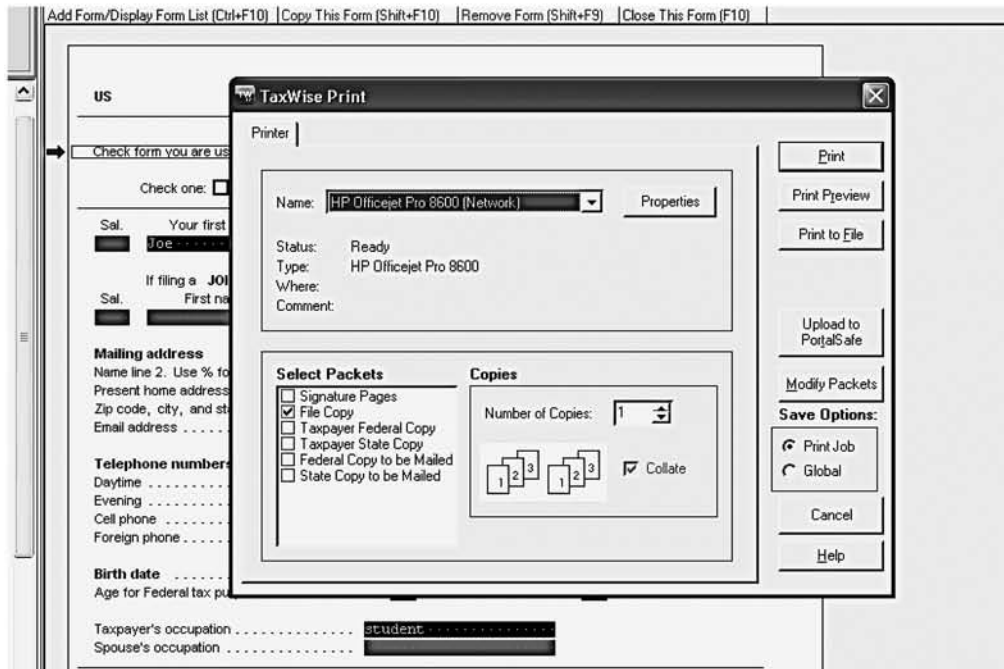 Add Form/Display Form List (Ctrl+F10) Copy This Form (Shift+F10) Remove Form (Shift+F9) Close This Form (F10)
US
Check form you are us
Check one:
Sal. Your first
Joe
If filing a JOI
Sal. First na
Mailing address
Name line 2. Use % fo
Present home address
Zip code, city, and sta
Email address . . . . . . .
Telephone numbers
Daytime . . . . . . . . . . .
Evening . . . . . . . . . . .
Cell phone . . . . . . . . .
Foreign phone . . . . . . .
Birth date . . . . . . .
Age for Federal tax pu
Taxpayer's occupation . . . . . . . . . . . . . . . student
Spouse's occupation . . . . . . . . . . . . . . .
TW TaxWise Print
Printer
Name: HP Officejet Pro 8600 (Network) Properties
Status: Ready
Type: HP Officejet Pro 8600
Where:
Comment:
Select Packets
Signature Pages
File Copy
Taxpayer Federal Copy
Taxpayer State Copy
Federal Copy to be Mailed
State Copy to be Mailed
Copies
Number of Copies: 1
1 2 3 1 2 3
Collate
Print
Print Preview
Print to File
Upload to
PortalSafe
Modify Packets
Save Options:
Print Job
Global
Cancel
Help